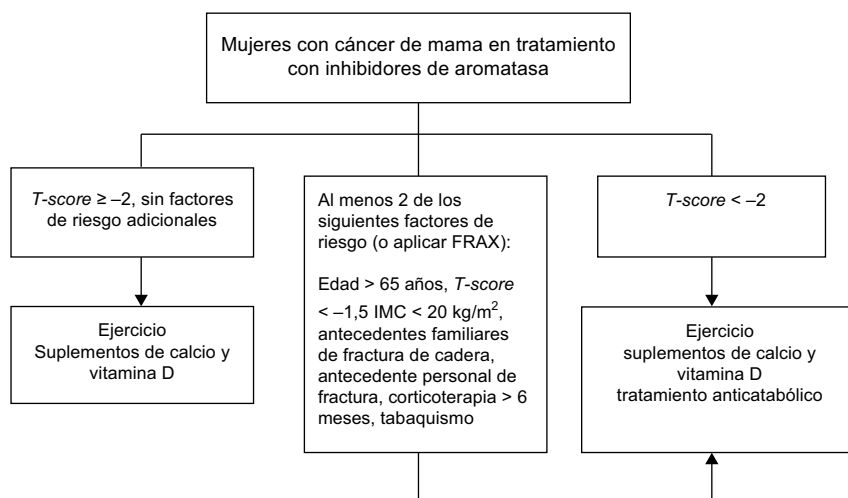 Mujeres con cáncer de mama en tratamiento
con inhibidores de aromatasa
T-score ≥ –2, sin factores
de riesgo adicionales
Ejercicio
Suplementos de calcio y
vitamina D
Al menos 2 de los
siguientes factores de
riesgo (o aplicar FRAX):
Edad > 65 años, T-score
< –1,5 IMC < 20 kg/m²,
antecedentes familiares
de fractura de cadera,
antecedente personal de
fractura, corticoterapia > 6
meses, tabaquismo
T-score < –2
Ejercicio
suplementos de calcio y
vitamina D
tratamiento anticatabólico